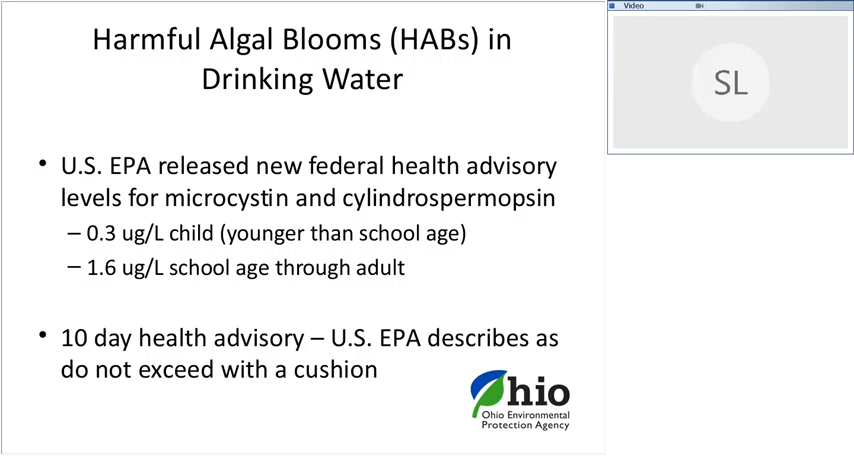 Harmful Algal Blooms (HABs) in
Drinking Water
• U.S. EPA released new federal health advisory
levels for microcystin and cylindrospermopsin
– 0.3 ug/L child (younger than school age)
– 1.6 ug/L school age through adult
• 10 day health advisory – U.S. EPA describes as
do not exceed with a cushion
Ohio
Ohio Environmental
Protection Agency
Video
SL